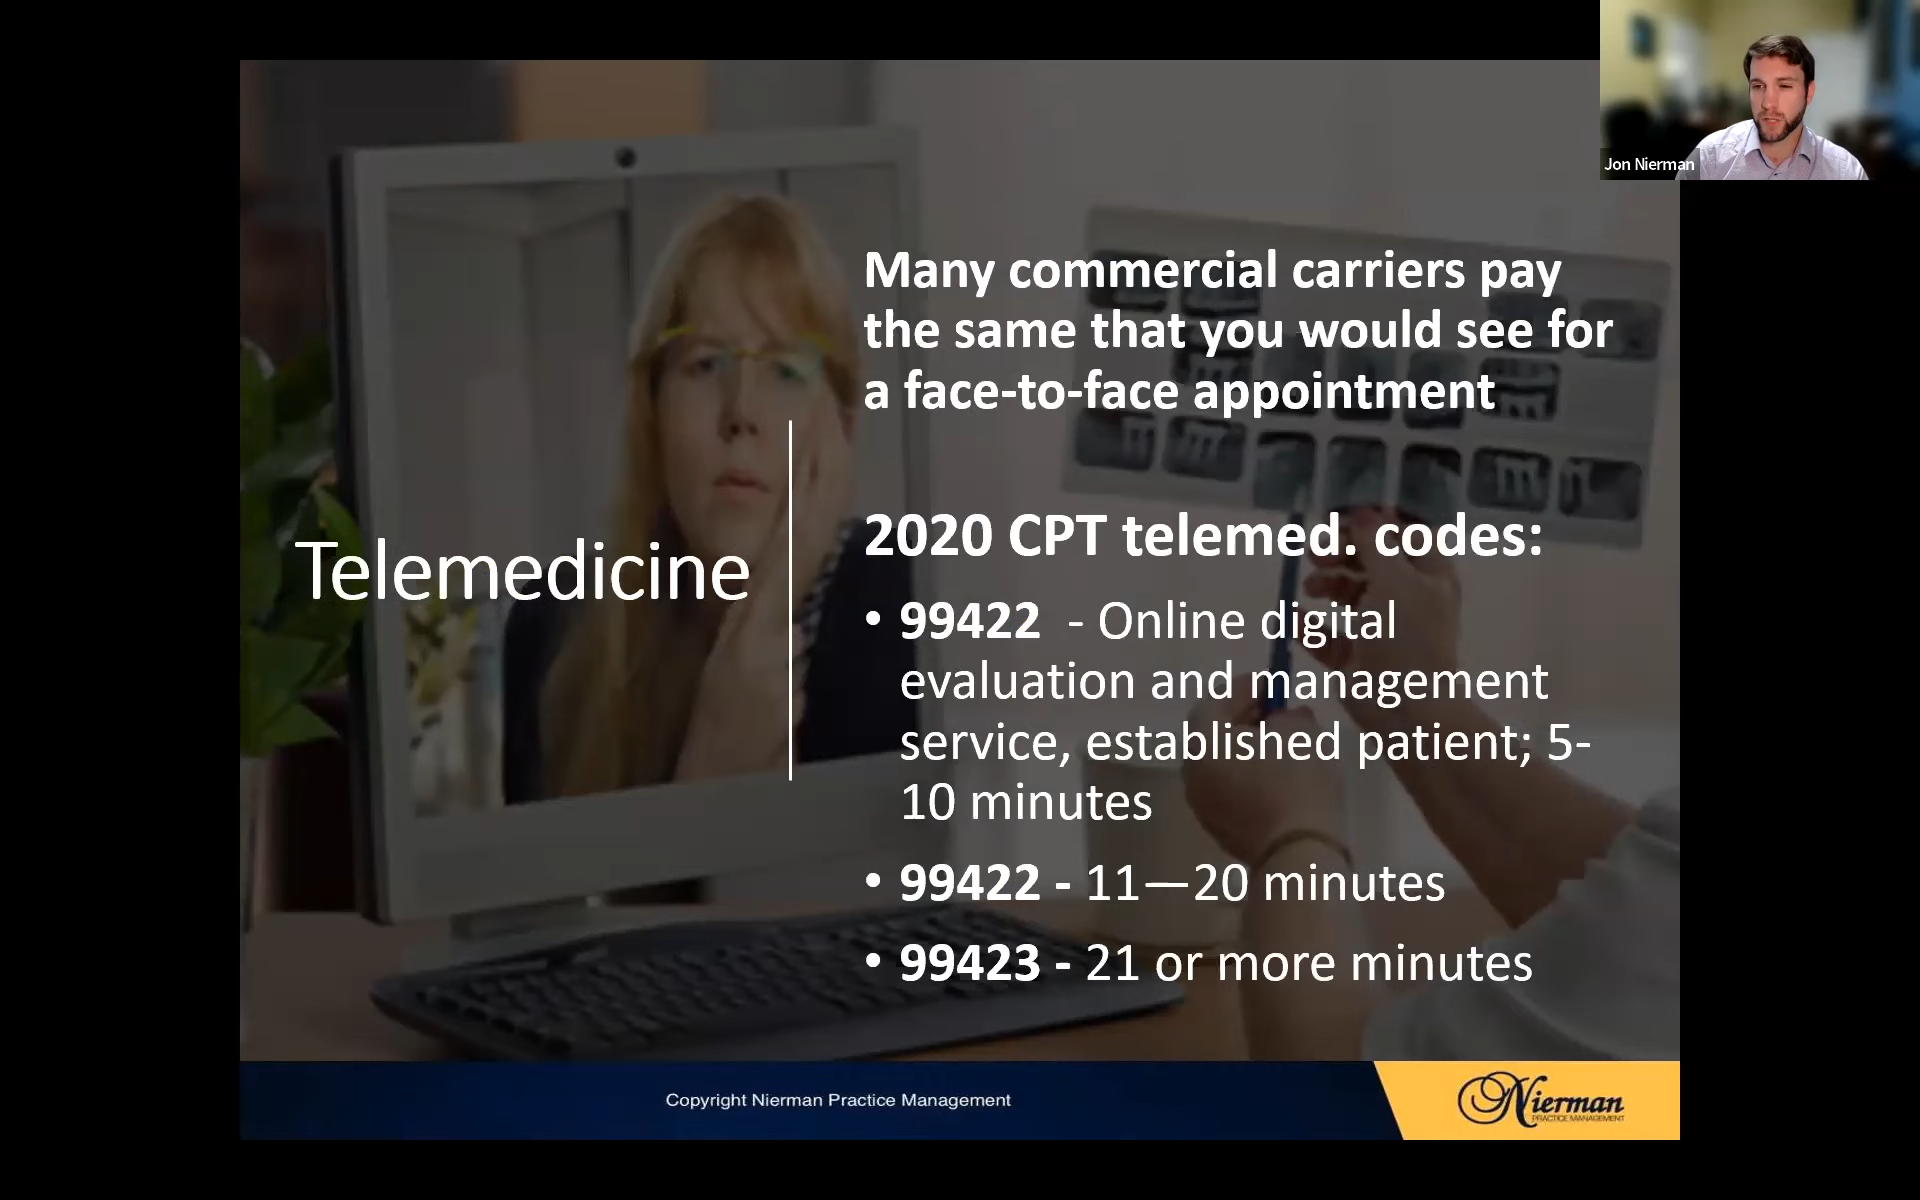 Jon Nierman
Many commercial carriers pay
the same that you would see for
a face-to-face appointment
Telemedicine
2020 CPT telemed. codes:
• 99422 - Online digital
evaluation and management
service, established patient; 5-
10 minutes
• 99422 - 11—20 minutes
• 99423 - 21 or more minutes
Copyright Nierman Practice Management
Nierman
PRACTICE MANAGEMENT